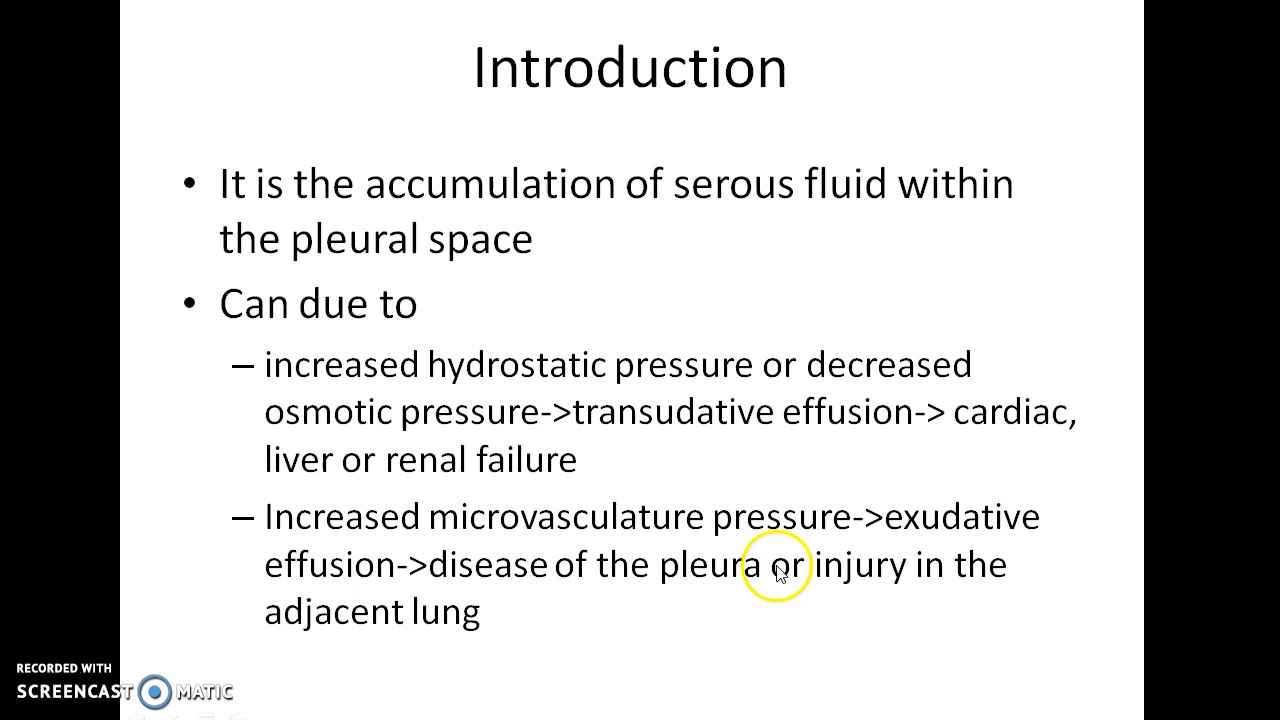 Introduction
• It is the accumulation of serous fluid within
the pleural space
• Can due to
– increased hydrostatic pressure or decreased
osmotic pressure->transudative effusion-> cardiac,
liver or renal failure
– Increased microvasculature pressure->exudative
effusion->disease of the pleura or injury in the
adjacent lung
RECORDED WITH
SCREENCAST MATIC